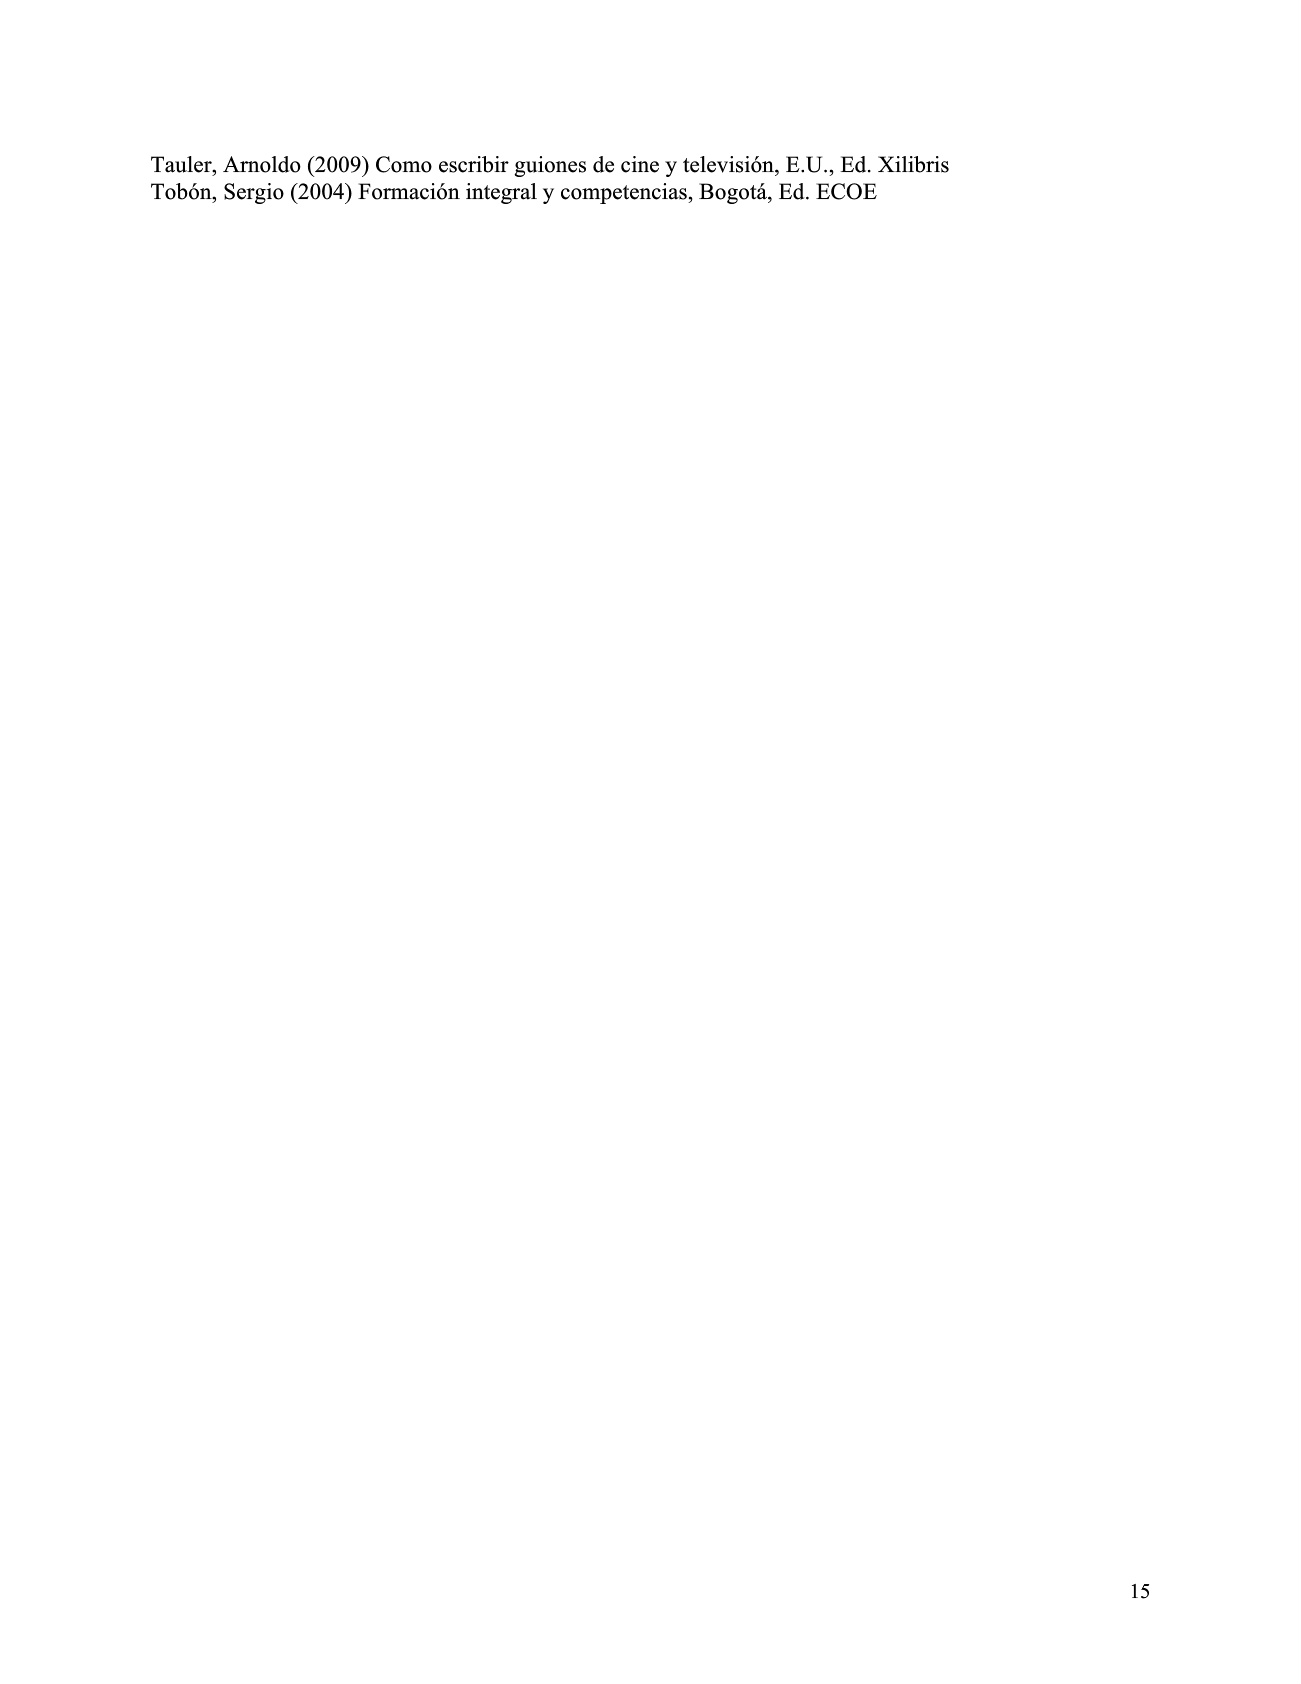 Tauler, Arnoldo (2009) Como escribir guiones de cine y televisión, E.U., Ed. Xilibris
Tobón, Sergio (2004) Formación integral y competencias, Bogotá, Ed. ECOE
15